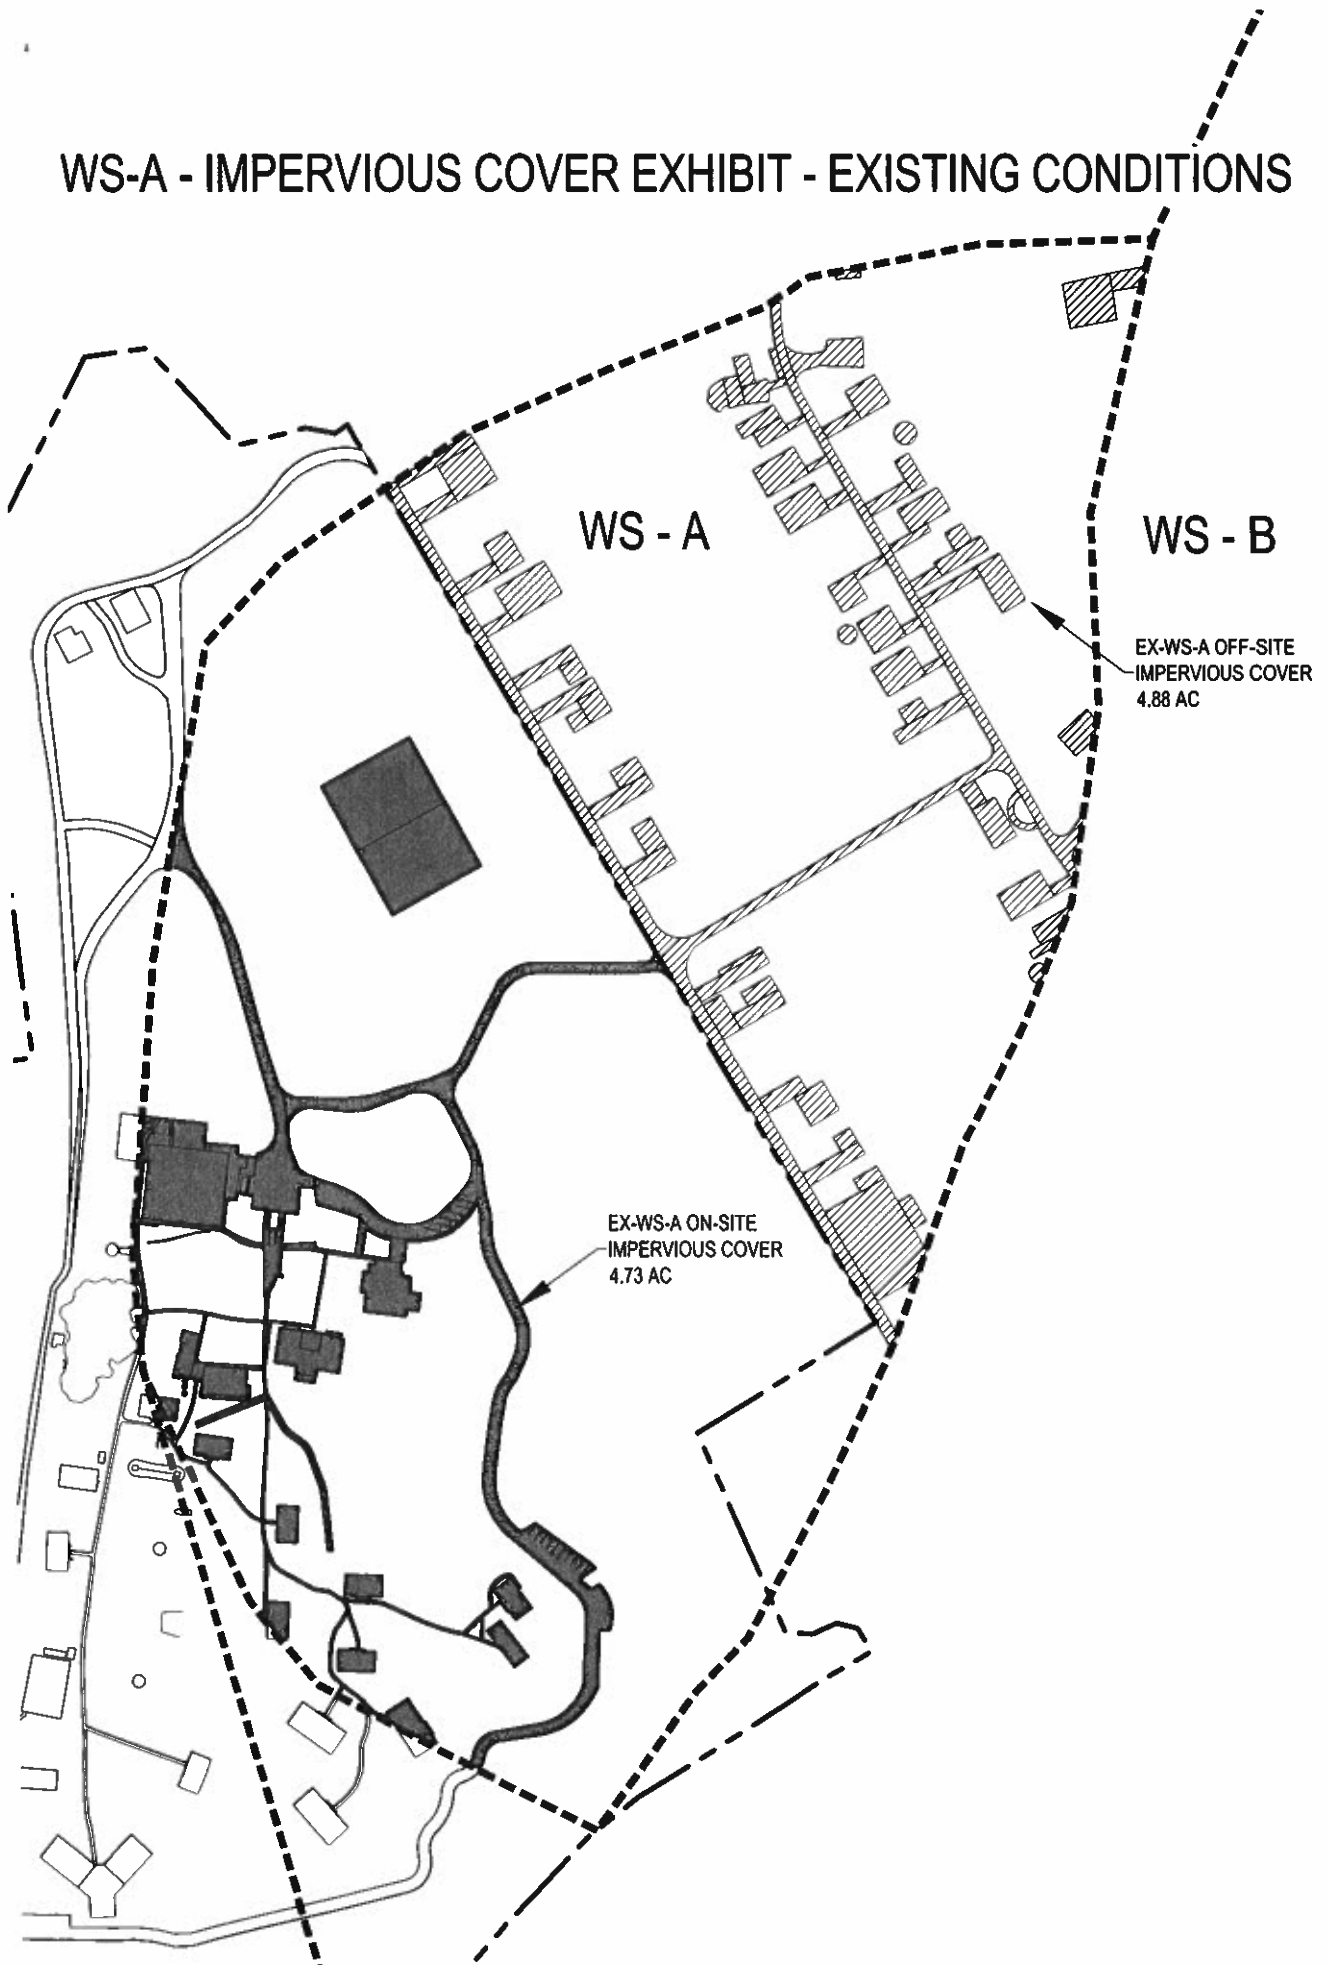 WS-A - IMPERVIOUS COVER EXHIBIT - EXISTING CONDITIONS
WS - A
WS - B
EX-WS-A OFF-SITE
IMPERVIOUS COVER
4.88 AC
EX-WS-A ON-SITE
IMPERVIOUS COVER
4.73 AC